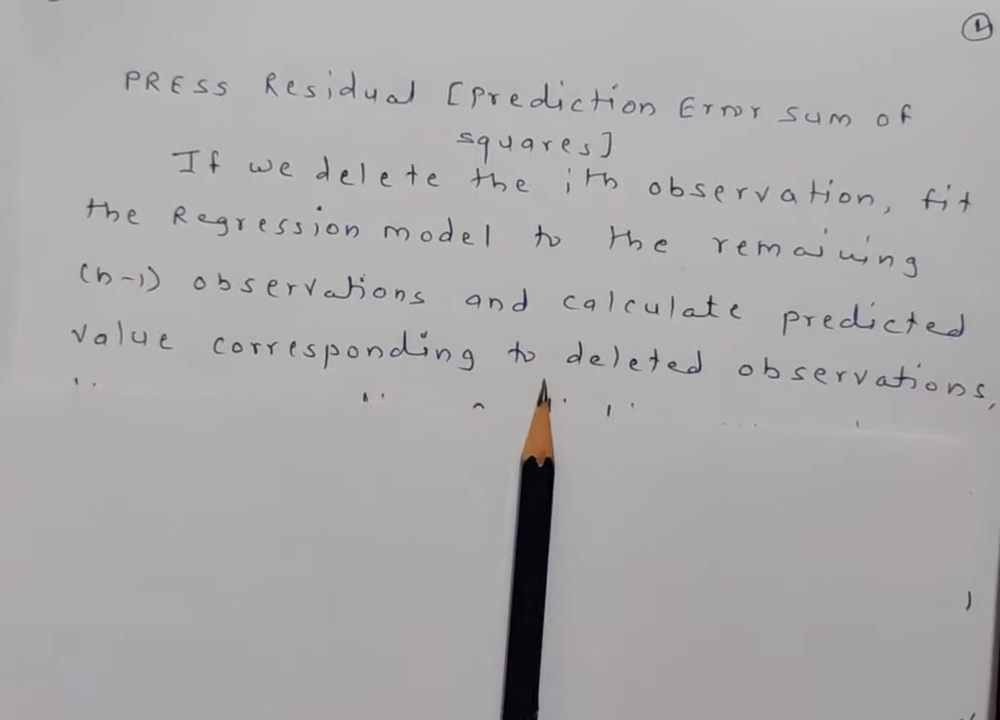 PRESS Residual [Prediction Error sum of
squares]
If we delete the ith observation, fit
the Regression model to the remaining
(n-1) observations and calculate predicted
value corresponding to deleted observations,